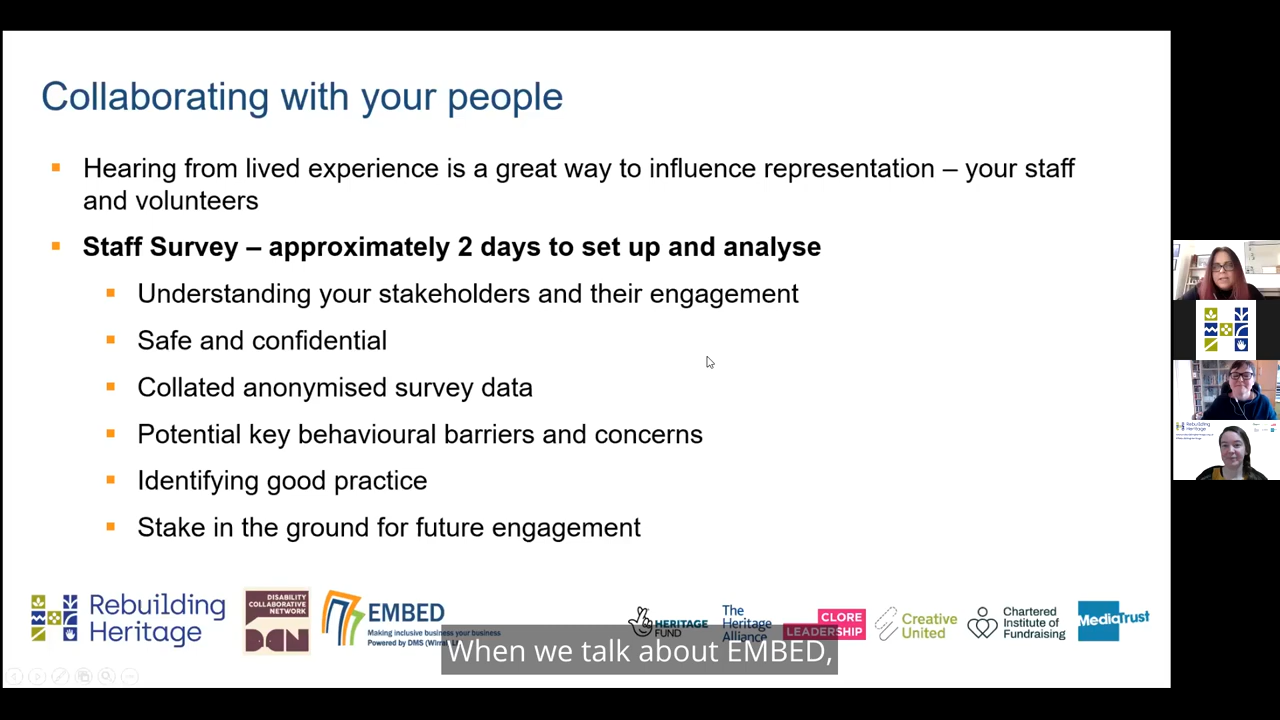 Collaborating with your people
Hearing from lived experience is a great way to influence representation – your staff
and volunteers
Staff Survey – approximately 2 days to set up and analyse
Understanding your stakeholders and their engagement
Safe and confidential
Collated anonymised survey data
Potential key behavioural barriers and concerns
Identifying good practice
Stake in the ground for future engagement
Rebuilding
Heritage
DISABILITY
COLLABORATIVE
NETWORK
DCN
EMBED
Making inclusive business your business
Powered by DMS
HERITAGE
FUND
The
Heritage
Alliance
CLORE
LEADERSHIP
Creative
United
Chartered
Institute of
Fundraising
MediaTrust
When we talk about EMBED,
Rebuilding
Heritage